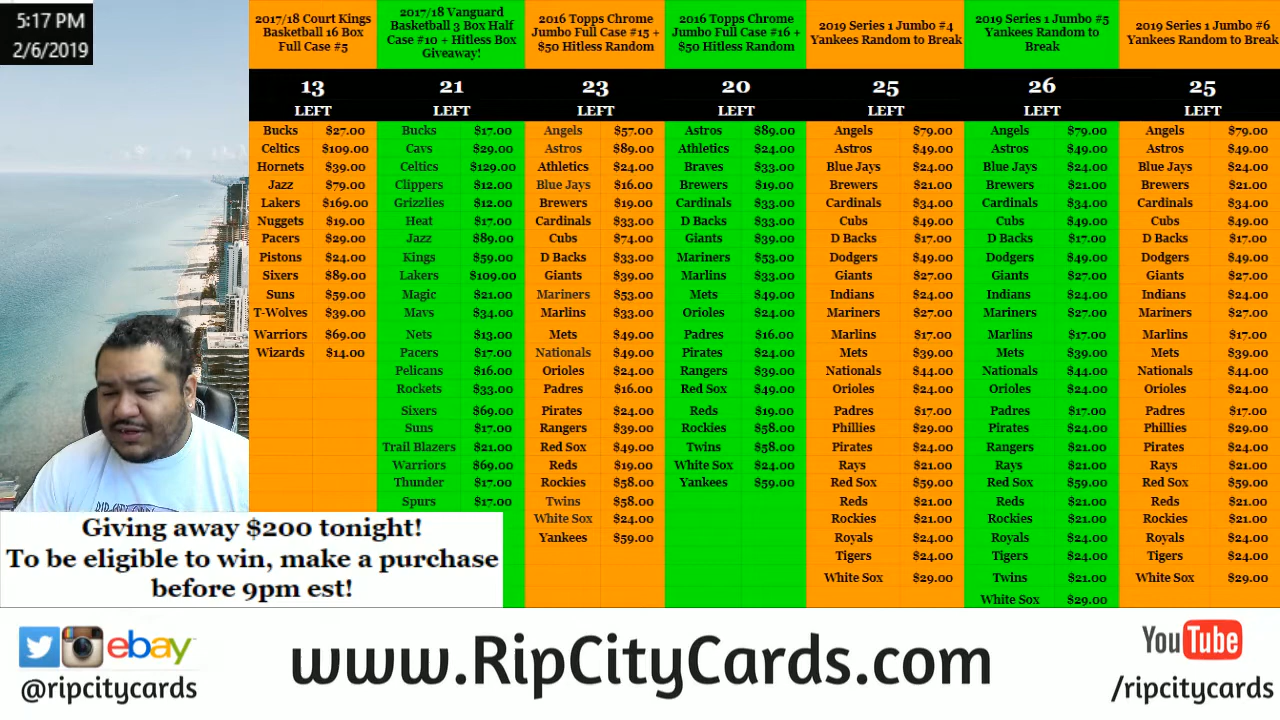 5:17 PM
2/6/2019
2017/18 Court Kings
Basketball 16 Box
Full Case #5
13
LEFT
Bucks $27.00
Celtics $109.00
Hornets $39.00
Jazz $79.00
Lakers $169.00
Nuggets $19.00
Pacers $29.00
Pistons $24.00
Sixers $89.00
Suns $59.00
T-Wolves $39.00
Warriors $69.00
Wizards $14.00
2017/18 Vanguard
Basketball 3 Box Half
Case #10 + Hitless Box
Giveaway!
21
LEFT
Bucks $17.00
Cavs $29.00
Celtics $129.00
Clippers $12.00
Grizzlies $12.00
Heat $17.00
Jazz $89.00
Kings $59.00
Lakers $109.00
Magic $21.00
Mavs $34.00
Nets $13.00
Pacers $17.00
Pelicans $16.00
Rockets $33.00
Sixers $69.00
Suns $17.00
Trail Blazers $21.00
Warriors $69.00
Thunder $17.00
Spurs $17.00
2016 Topps Chrome
Jumbo Full Case #15 +
$50 Hitless Random
23
LEFT
Angels $57.00
Astros $89.00
Athletics $24.00
Blue Jays $16.00
Brewers $19.00
Cardinals $33.00
Cubs $74.00
D Backs $33.00
Giants $39.00
Mariners $53.00
Marlins $33.00
Mets $49.00
Nationals $49.00
Orioles $24.00
Padres $16.00
Pirates $24.00
Rangers $39.00
Red Sox $49.00
Reds $19.00
Rockies $58.00
Twins $58.00
White Sox $24.00
Yankees $59.00
2016 Topps Chrome
Jumbo Full Case #16 +
$50 Hitless Random
20
LEFT
Astros $89.00
Athletics $24.00
Braves $33.00
Brewers $19.00
Cardinals $33.00
D Backs $33.00
Giants $39.00
Mariners $53.00
Marlins $33.00
Mets $49.00
Orioles $24.00
Padres $16.00
Pirates $24.00
Rangers $39.00
Red Sox $49.00
Reds $19.00
Rockies $58.00
Twins $58.00
White Sox $24.00
Yankees $59.00
2019 Series 1 Jumbo #4
Yankees Random to Break
25
LEFT
Angels $79.00
Astros $49.00
Blue Jays $24.00
Brewers $21.00
Cardinals $34.00
Cubs $49.00
D Backs $17.00
Dodgers $49.00
Giants $27.00
Indians $24.00
Mariners $27.00
Marlins $17.00
Mets $39.00
Nationals $44.00
Orioles $24.00
Padres $17.00
Phillies $29.00
Pirates $24.00
Rays $21.00
Red Sox $59.00
Reds $21.00
Rockies $21.00
Royals $24.00
Tigers $24.00
White Sox $29.00
2019 Series 1 Jumbo #5
Yankees Random to
Break
26
LEFT
Angels $79.00
Astros $49.00
Blue Jays $24.00
Brewers $21.00
Cardinals $34.00
Cubs $49.00
D Backs $17.00
Dodgers $49.00
Giants $27.00
Indians $24.00
Mariners $27.00
Marlins $17.00
Mets $39.00
Nationals $44.00
Orioles $24.00
Padres $17.00
Pirates $24.00
Rangers $21.00
Rays $21.00
Red Sox $59.00
Reds $21.00
Rockies $21.00
Royals $24.00
Tigers $24.00
Twins $21.00
White Sox $29.00
2019 Series 1 Jumbo #6
Yankees Random to Break
25
LEFT
Angels $79.00
Astros $49.00
Blue Jays $24.00
Brewers $21.00
Cardinals $34.00
Cubs $49.00
D Backs $17.00
Dodgers $49.00
Giants $27.00
Indians $24.00
Mariners $27.00
Marlins $17.00
Mets $39.00
Nationals $44.00
Orioles $24.00
Padres $17.00
Phillies $29.00
Pirates $24.00
Rays $21.00
Red Sox $59.00
Reds $21.00
Rockies $21.00
Royals $24.00
Tigers $24.00
White Sox $29.00
Giving away $200 tonight!
To be eligible to win, make a purchase
before 9pm est!
ebay
@ripcitycards
www.RipCityCards.com
YouTube
/ripcitycards